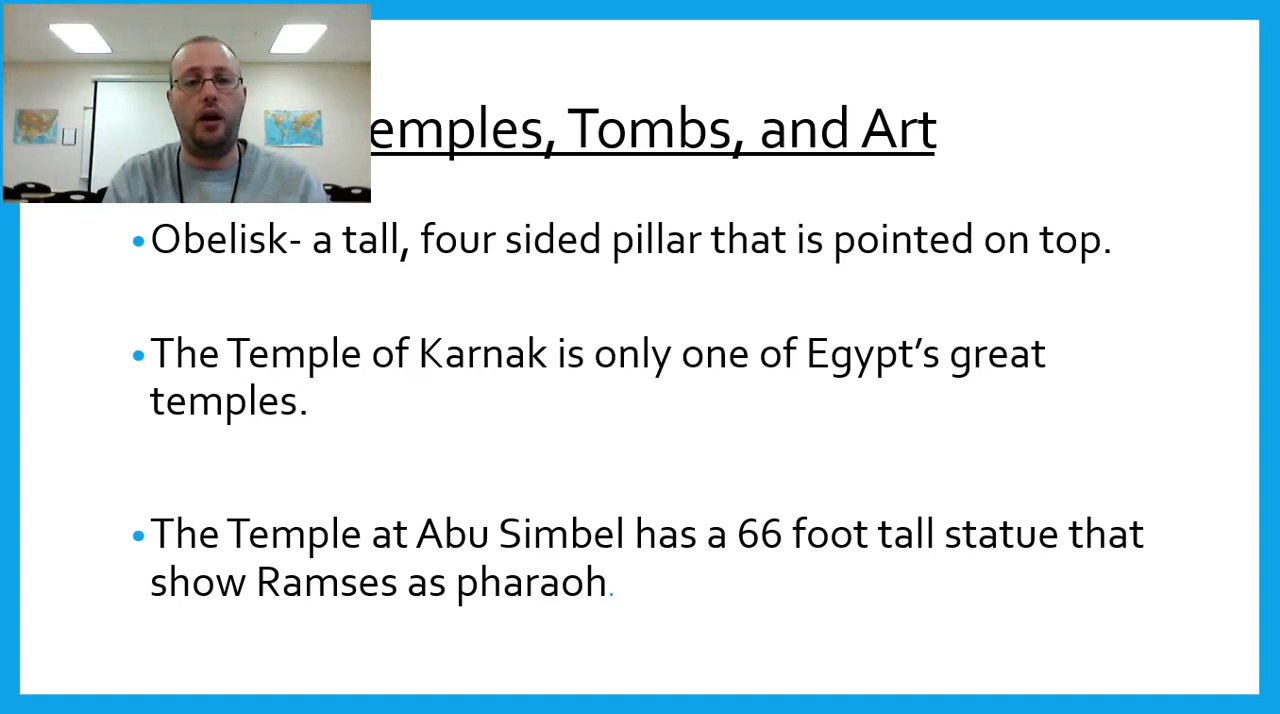 emples, Tombs, and Art
•Obelisk- a tall, four sided pillar that is pointed on top.
•The Temple of Karnak is only one of Egypt’s great
temples.
•The Temple at Abu Simbel has a 66 foot tall statue that
show Ramses as pharaoh.